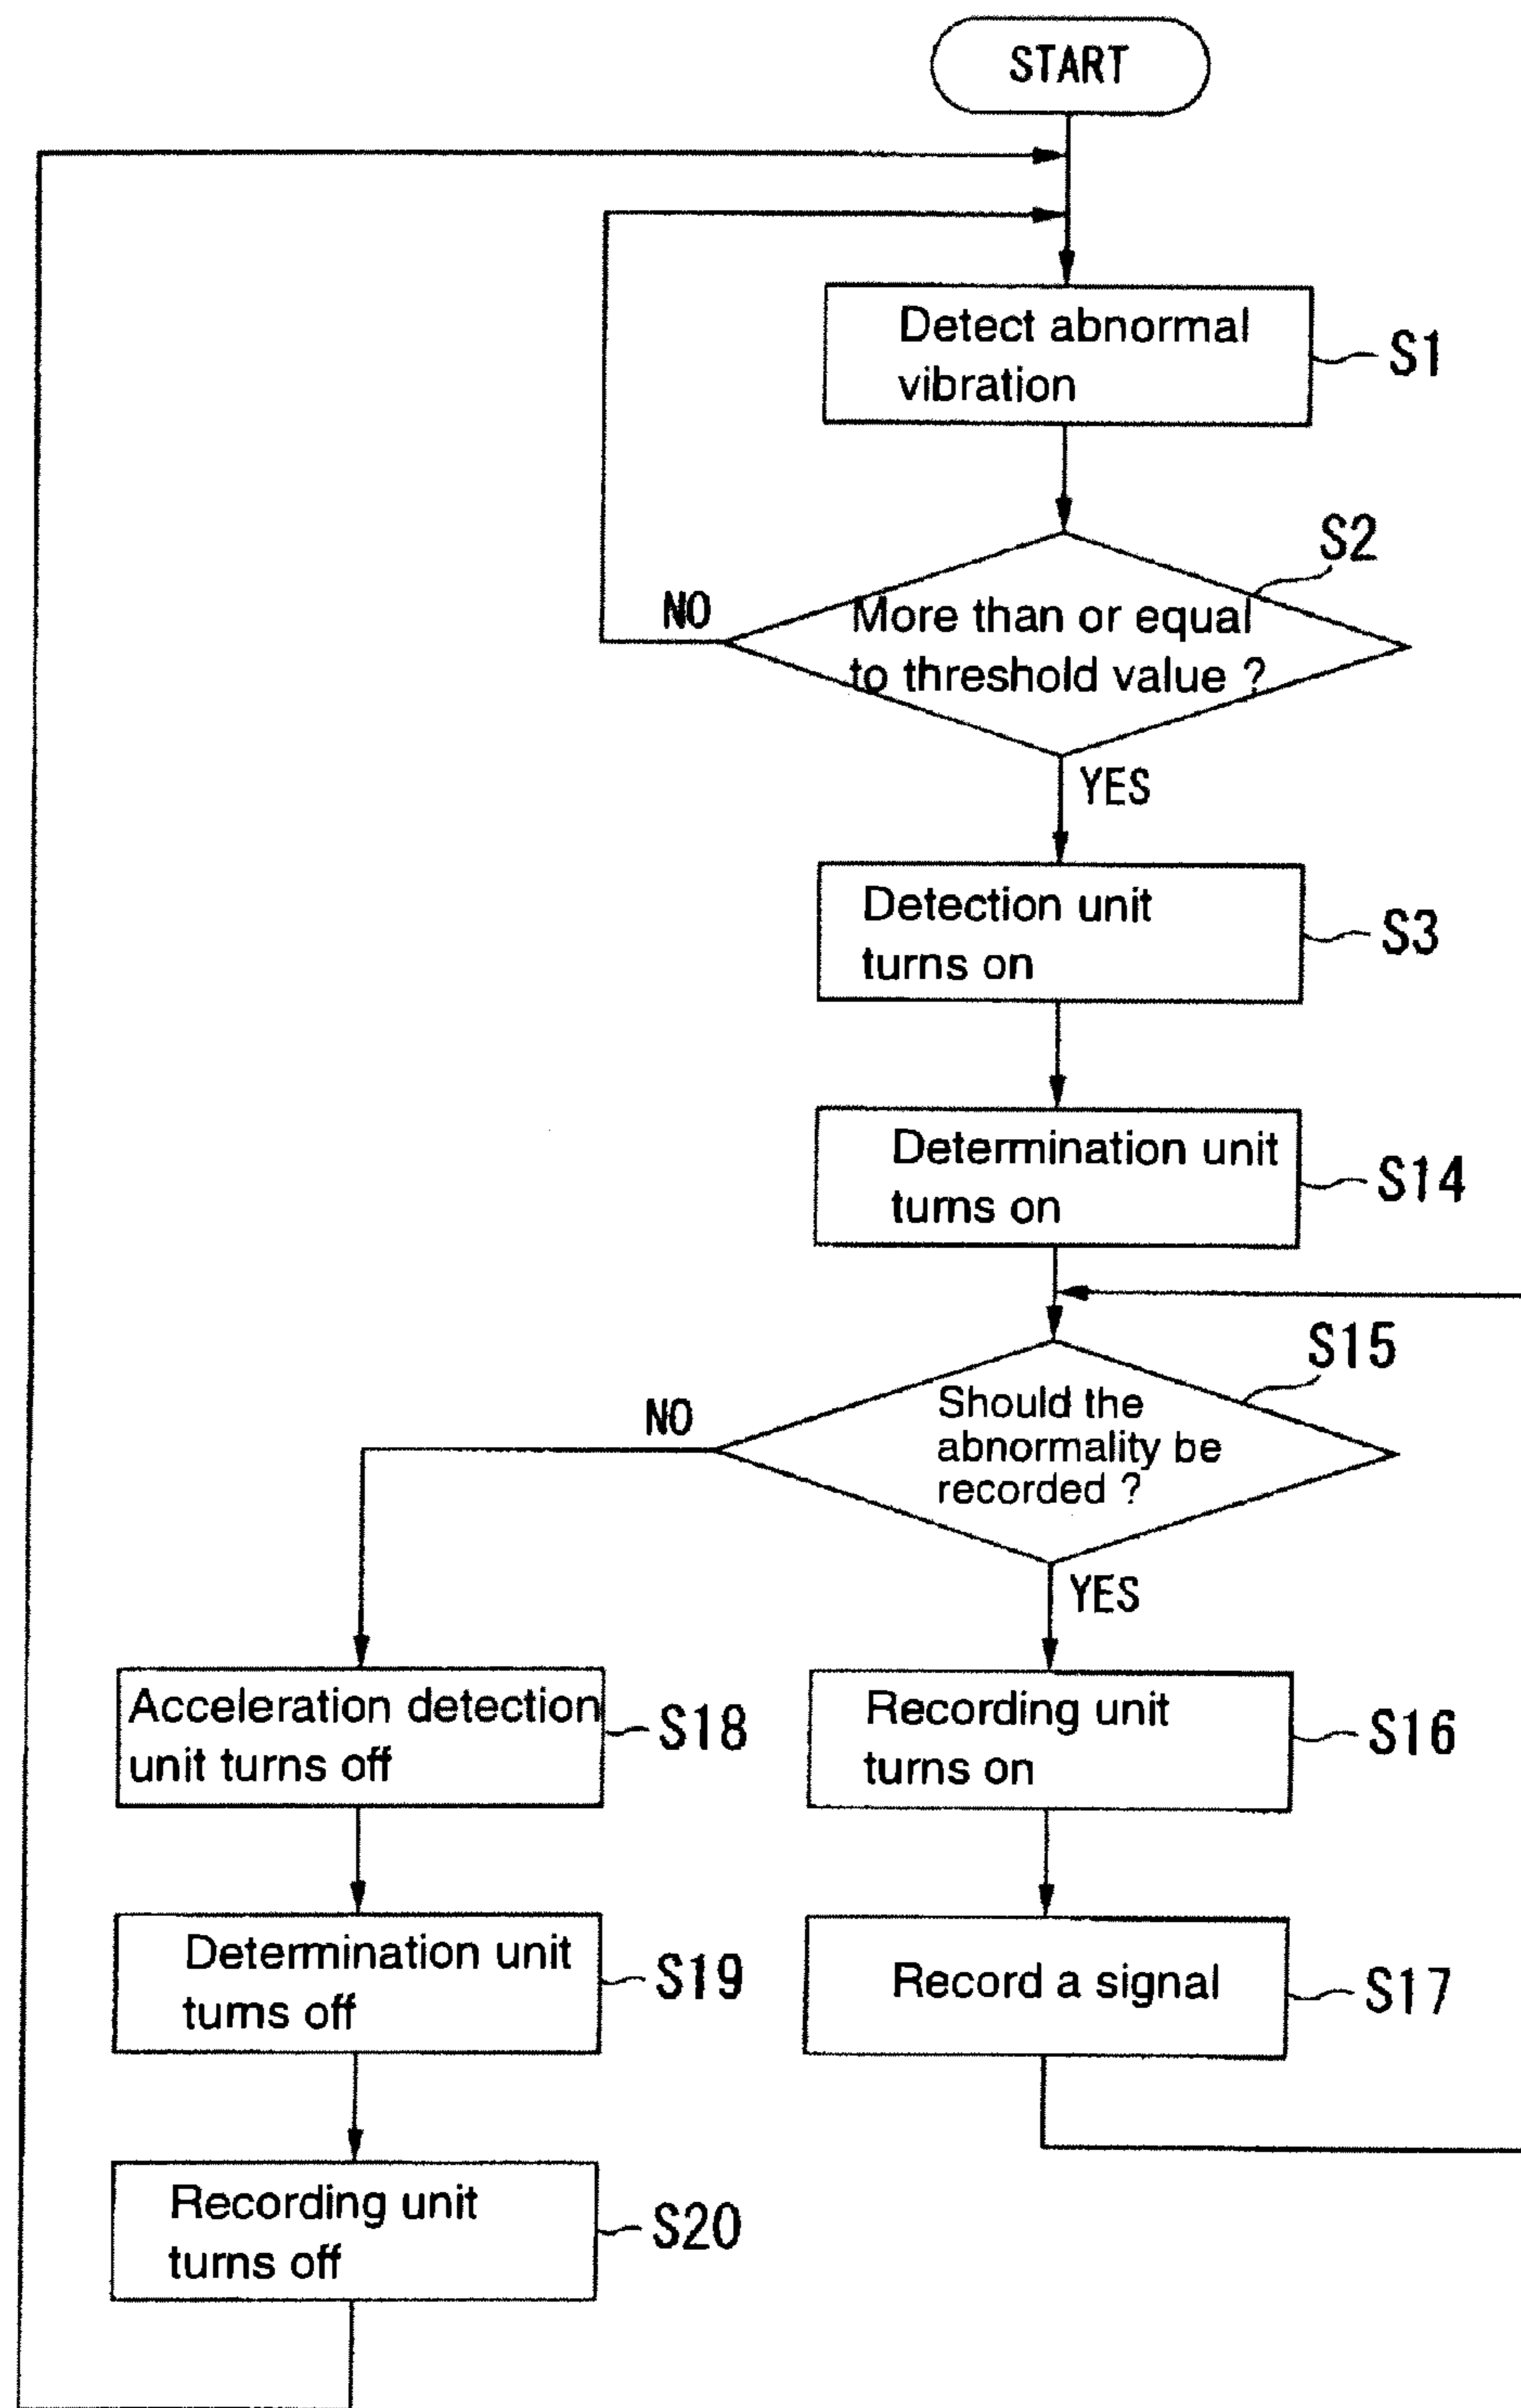 START
Detect abnormal
vibration
S1
S2
NO
More than or equal
to threshold value ?
YES
Detection unit
turns on
S3
Determination unit
turns on
S14
S15
NO
Should the
abnormality be
recorded ?
YES
Acceleration detection
unit turns off
S18
Recording unit
turns on
S16
Determination unit
turns off
S19
Record a signal
S17
Recording unit
turns off
S20